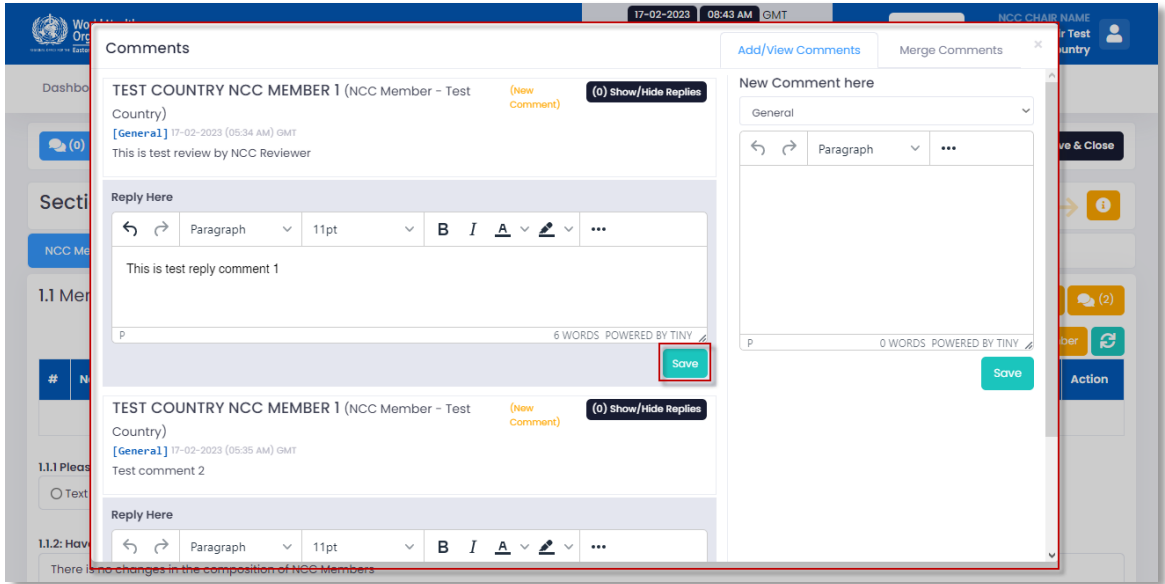 17-02-2023 08:43 AM GMT
NCC CHAIR NAME
Wo
Org
ir Test
untry
Comments
Add/View Comments
Merge Comments
×
Dashbo
TEST COUNTRY NCC MEMBER 1 (NCC Member - Test
Country)
(New
Comment)
(0) Show/Hide Replies
[General] 17-02-2023 (05:34 AM) GMT
This is test review by NCC Reviewer
New Comment here
General
Paragraph
(0)
ve & Close
Secti
Reply Here
Paragraph
11pt
B I A
This is test reply comment 1
P
6 WORDS POWERED BY TINY
Save
P
0 WORDS POWERED BY TINY
Save
NCC Me
1.1 Mer
(2)
ber
# N
Action
TEST COUNTRY NCC MEMBER 1 (NCC Member - Test
Country)
(New
Comment)
(0) Show/Hide Replies
[General] 17-02-2023 (05:35 AM) GMT
Test comment 2
1.1.1 Pleas
Text
Reply Here
Paragraph
11pt
B I A
1.1.2: Hav
There is no changes in the composition of NCC Members